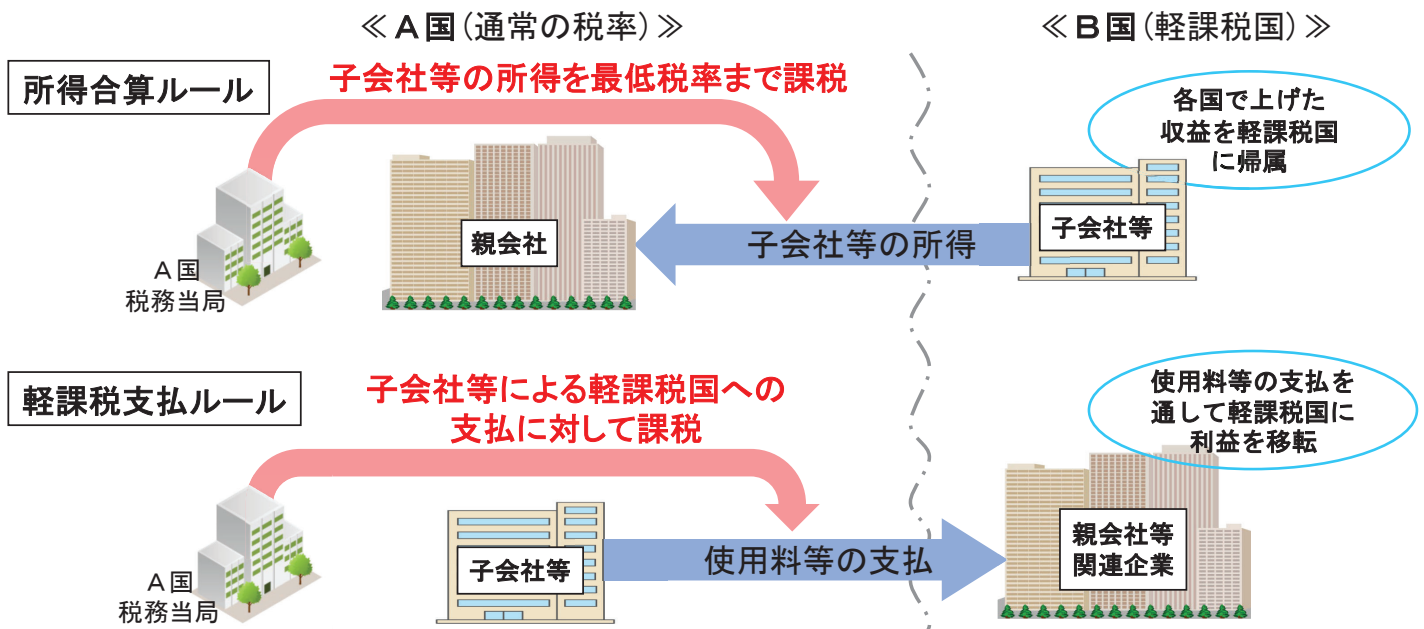 ≪ A国(通常の税率) ≫
≪ B国(軽課税国) ≫
所得合算ルール
子会社等の所得を最低税率まで課税
各国で上げた
収益を軽課税国
に帰属
A国
税務当局
親会社
子会社等の所得
子会社等
軽課税支払ルール
子会社等による軽課税国への
支払に対して課税
使用料等の支払を
通して軽課税国に
利益を移転
A国
税務当局
子会社等
使用料等の支払
親会社等
関連企業